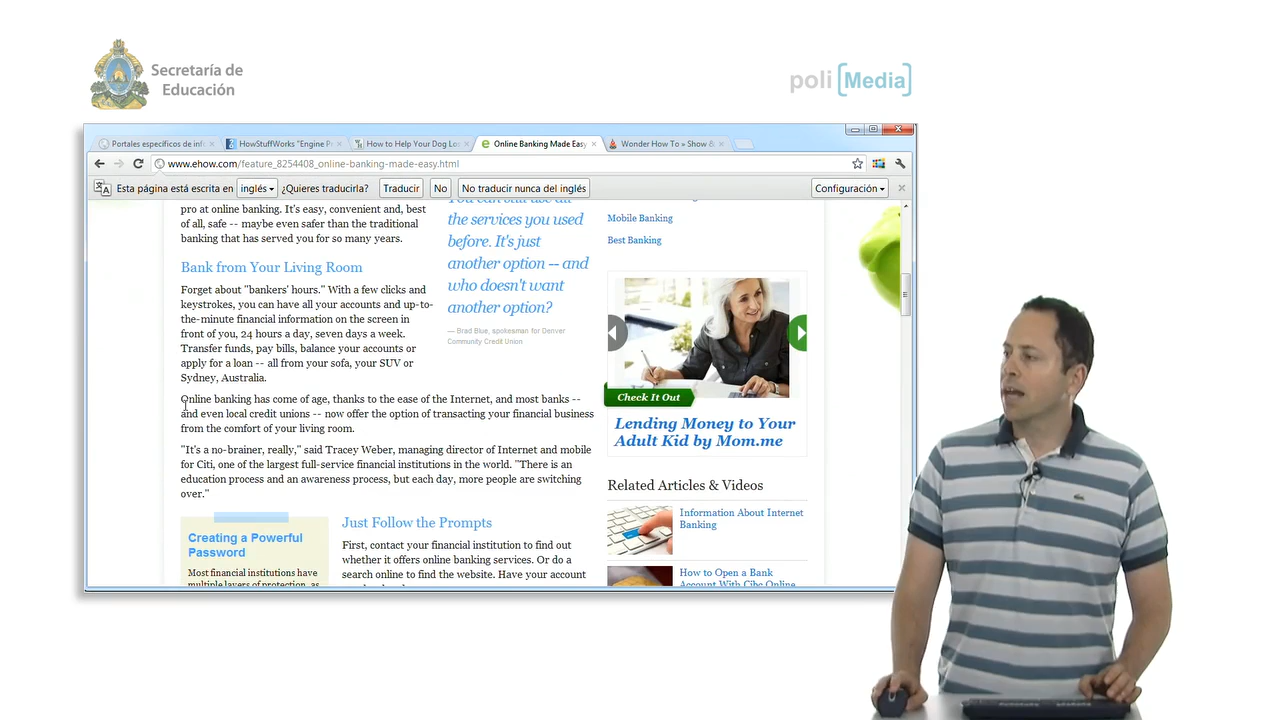 Secretaría de
Educación
poli [Media]
Portales específicos de inf
HowStuffWorks "Engine P
How to Help Your Dog Lo
Online Banking Made Easy
Wonder How To » Show &
www.ehow.com/feature_8254408_online-banking-made-easy.html
Esta página está escrita en inglés ¿Quieres traducirla? Traducir No No traducir nunca del inglés Configuración
pro at online banking. It's easy, convenient and, best
of all, safe -- maybe even safer than the traditional
banking that has served you for so many years.
Bank from Your Living Room
Forget about "bankers' hours." With a few clicks and
keystrokes, you can have all your accounts and up-to-
the-minute financial information on the screen in
front of you, 24 hours a day, seven days a week.
Transfer funds, pay bills, balance your accounts or
apply for a loan -- all from your sofa, your SUV or
Sydney, Australia.
You can still use all
the services you used
before. It's just
another option -- and
who doesn't want
another option?
— Brad Blue, spokesman for Denver
Community Credit Union
Online banking has come of age, thanks to the ease of the Internet, and most banks --
and even local credit unions -- now offer the option of transacting your financial business
from the comfort of your living room.
"It's a no-brainer, really," said Tracey Weber, managing director of Internet and mobile
for Citi, one of the largest full-service financial institutions in the world. "There is an
education process and an awareness process, but each day, more people are switching
over."
Creating a Powerful
Password
Most financial institutions have
multiple layers of protection, as
Just Follow the Prompts
First, contact your financial institution to find out
whether it offers online banking services. Or do a
search online to find the website. Have your account
Mobile Banking
Best Banking
Check It Out
Lending Money to Your
Adult Kid by Mom.me
Related Articles & Videos
Information About Internet
Banking
How to Open a Bank
Account With Cibc Online